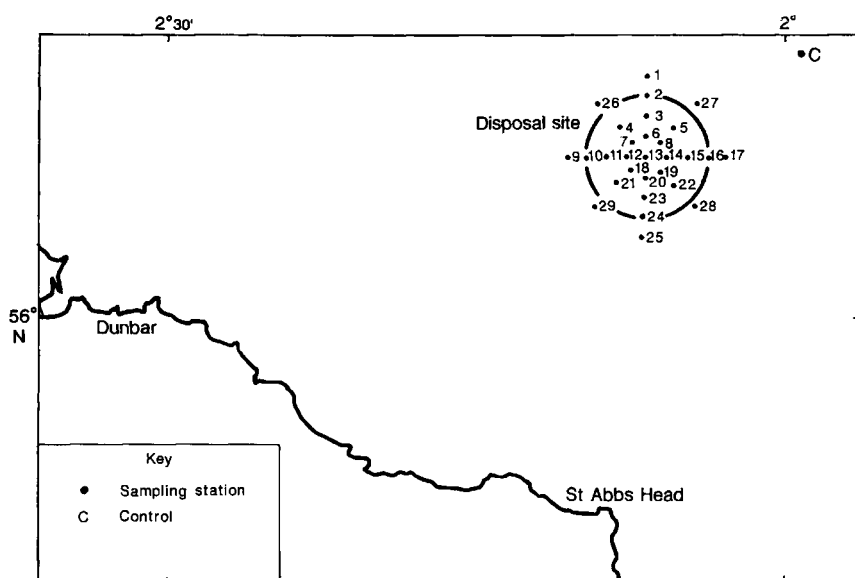 2°30' 2°
C
1
2
26 27
3
Disposal site
4 5
6
7 8
9 10 11 12 13 14 15 16 17
18 19
20
21 22
23
29 28
24
25
56°
N
Dunbar
Key
Sampling station
C Control
St Abbs Head